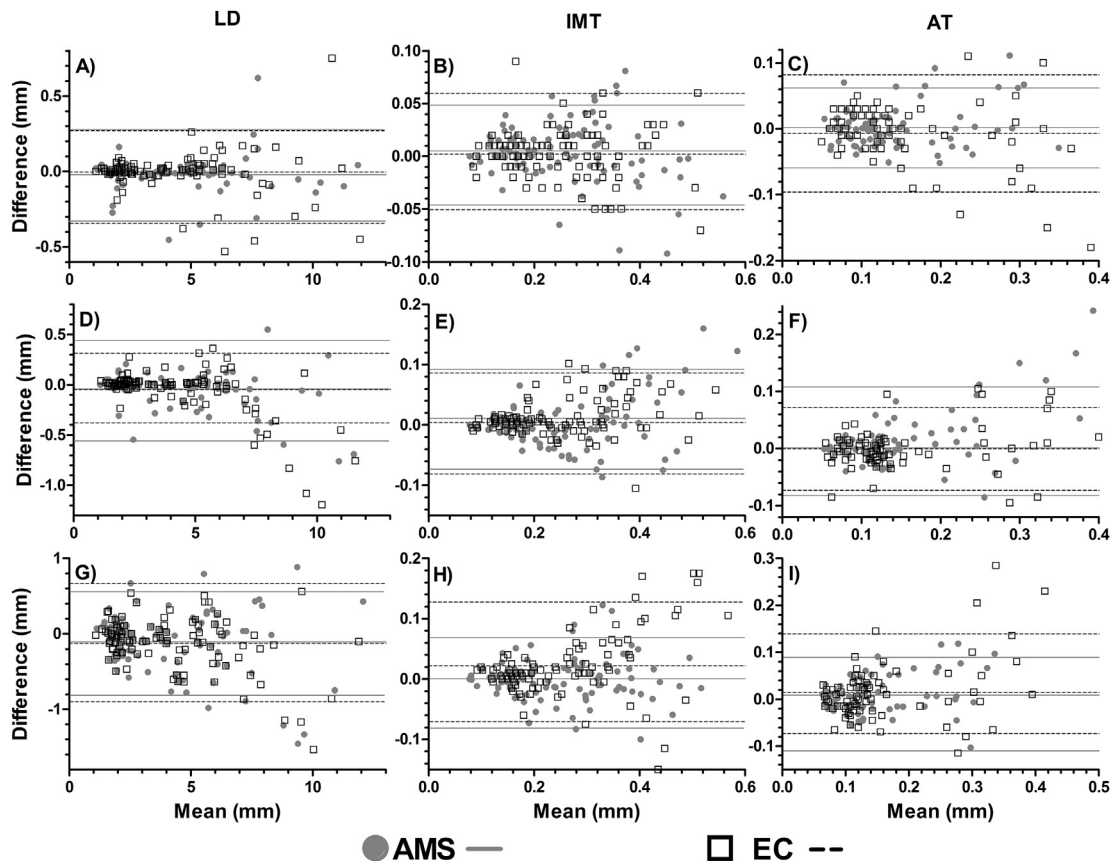 LD IMT AT
A) B) C)
Difference (mm)
0.5 0.0 -0.5
0.10 0.05 0.00 -0.05 -0.10
0.1 0.0 -0.1 -0.2
0 5 10
0.0 0.2 0.4 0.6
0.0 0.1 0.2 0.3 0.4
D) E) F)
Difference (mm)
0.5 0.0 -0.5 -1.0
0.2 0.1 0.0 -0.1
0.2 0.1 0.0 -0.1
0 5 10
0.0 0.2 0.4 0.6
0.0 0.1 0.2 0.3 0.4
G) H) I)
Difference (mm)
1 0 -1
0.2 0.1 0.0 -0.1
0.3 0.2 0.1 0.0 -0.1
0 5 10
0.0 0.2 0.4 0.6
0.0 0.1 0.2 0.3 0.4 0.5
Mean (mm) Mean (mm) Mean (mm)
AMS EC